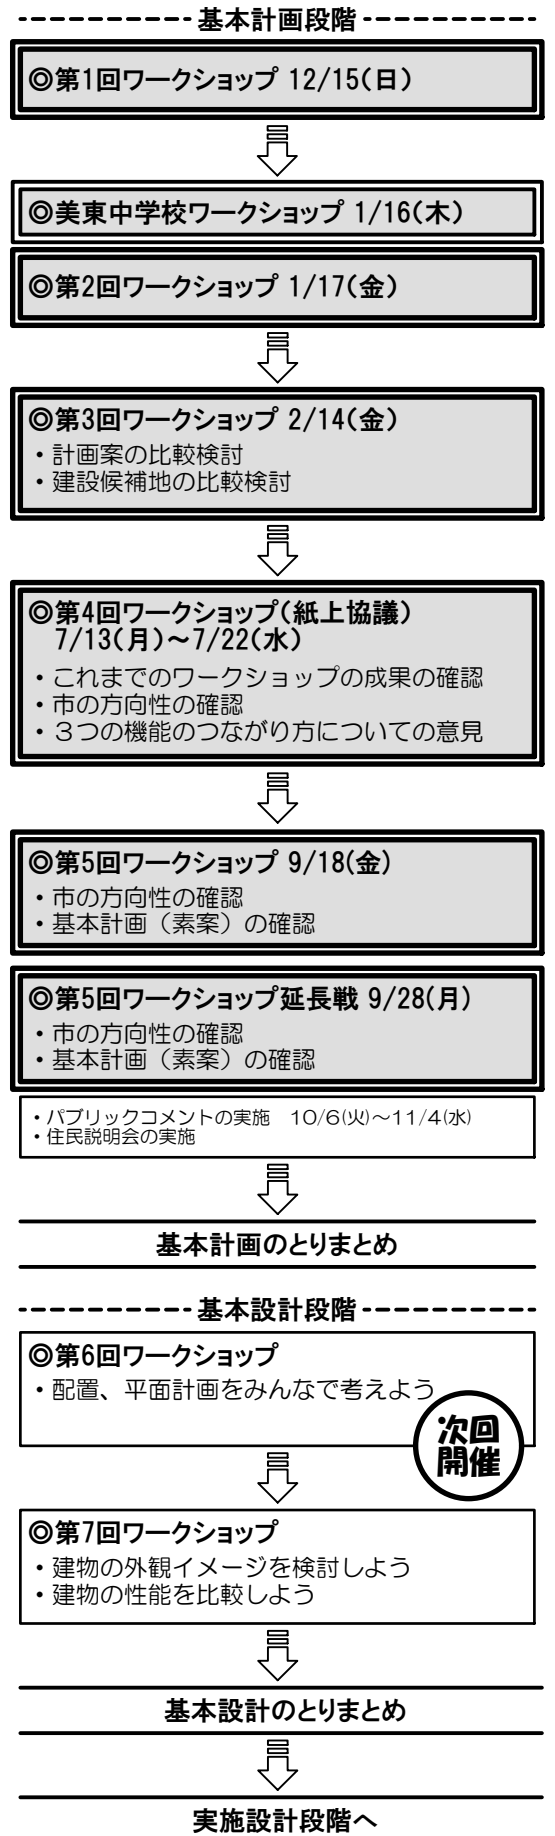 基本計画段階
◎第1回ワークショップ 12/15(日)
◎美東中学校ワークショップ 1/16(木)
◎第2回ワークショップ 1/17(金)
◎第3回ワークショップ 2/14(金)
・計画案の比較検討
・建設候補地の比較検討
◎第4回ワークショップ(紙上協議)
7/13(月)～7/22(水)
・これまでのワークショップの成果の確認
・市の方向性の確認
・３つの機能のつながり方についての意見
◎第5回ワークショップ 9/18(金)
・市の方向性の確認
・基本計画（素案）の確認
◎第5回ワークショップ延長戦 9/28(月)
・市の方向性の確認
・基本計画（素案）の確認
・パブリックコメントの実施　10/6(火)～11/4(水)
・住民説明会の実施
基本計画のとりまとめ
基本設計段階
◎第6回ワークショップ
・配置、平面計画をみんなで考えよう
次回
開催
◎第7回ワークショップ
・建物の外観イメージを検討しよう
・建物の性能を比較しよう
基本設計のとりまとめ
実施設計段階へ